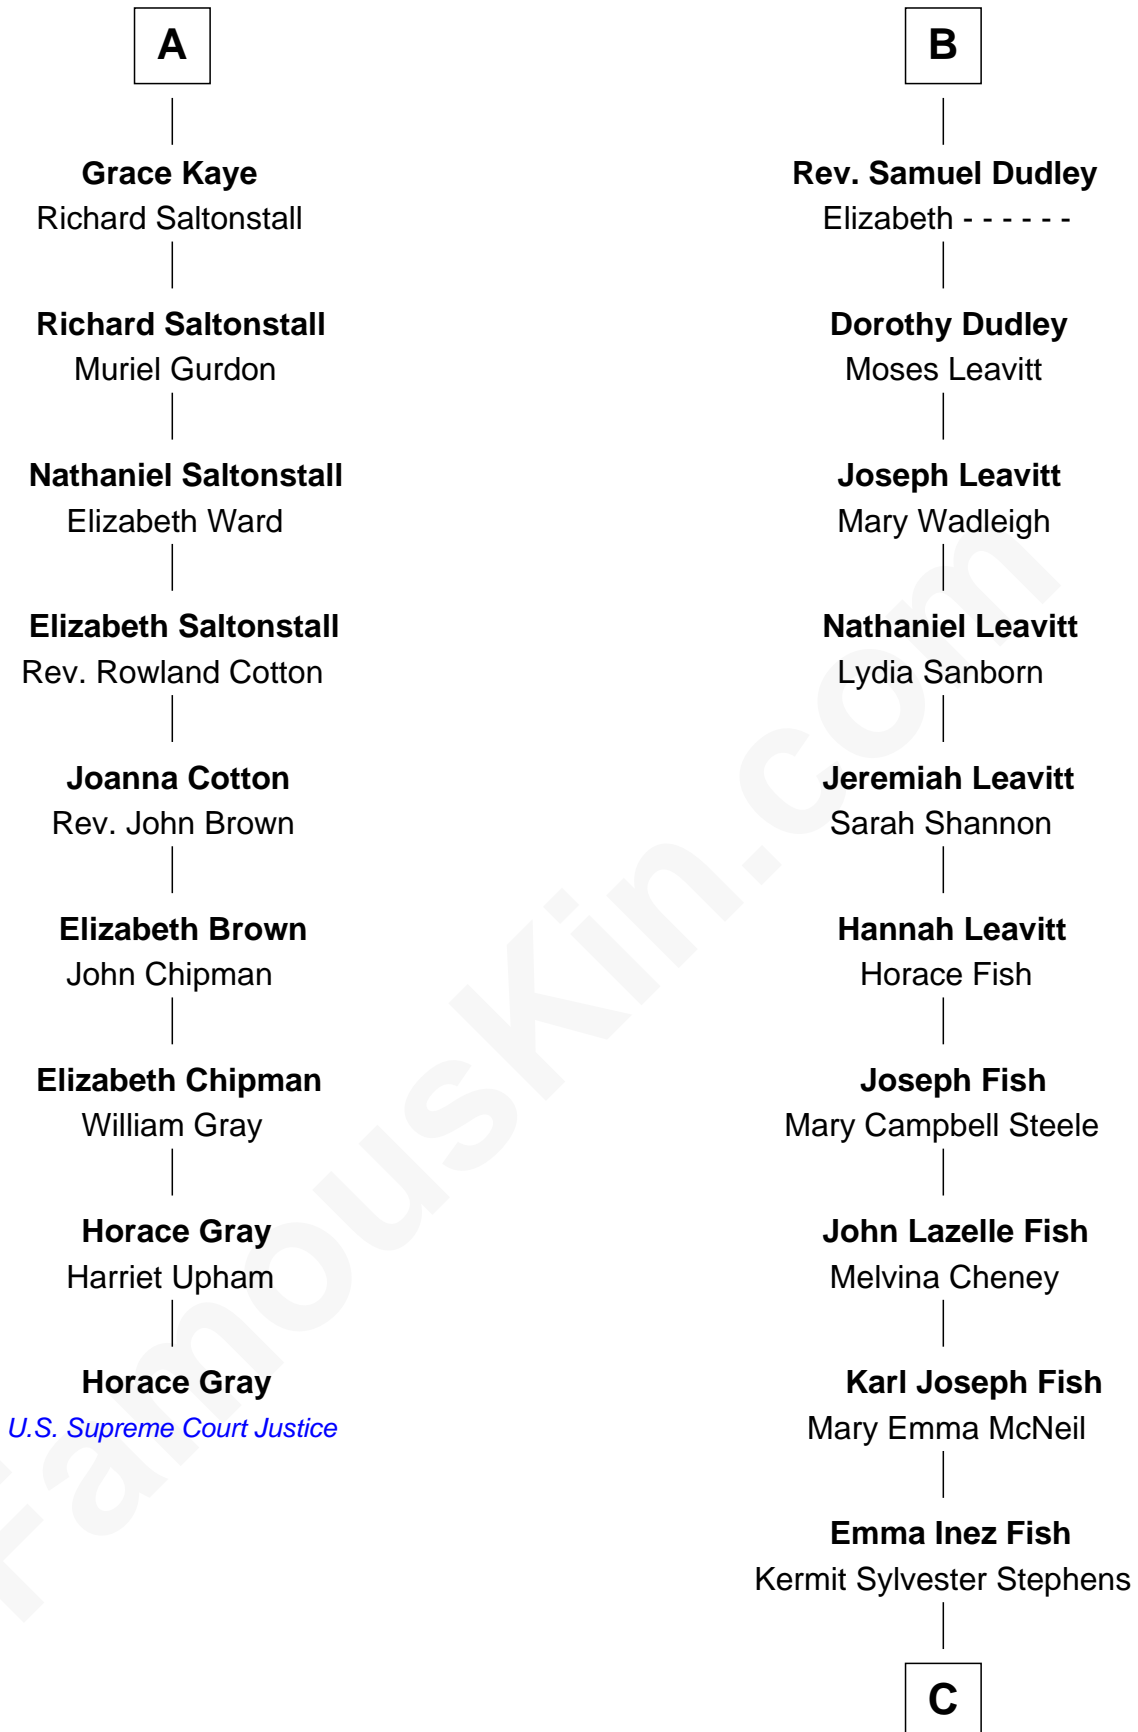 A
Grace Kaye
Richard Saltonstall
Richard Saltonstall
Muriel Gurdon
Nathaniel Saltonstall
Elizabeth Ward
Elizabeth Saltonstall
Rev. Rowland Cotton
Joanna Cotton
Rev. John Brown
Elizabeth Brown
John Chipman
Elizabeth Chipman
William Gray
Horace Gray
Harriet Upham
Horace Gray
U.S. Supreme Court Justice
B
Rev. Samuel Dudley
Elizabeth - - - - - -
Dorothy Dudley
Moses Leavitt
Joseph Leavitt
Mary Wadleigh
Nathaniel Leavitt
Lydia Sanborn
Jeremiah Leavitt
Sarah Shannon
Hannah Leavitt
Horace Fish
Joseph Fish
Mary Campbell Steele
John Lazelle Fish
Melvina Cheney
Karl Joseph Fish
Mary Emma McNeil
Emma Inez Fish
Kermit Sylvester Stephens
C
FamousKin.com